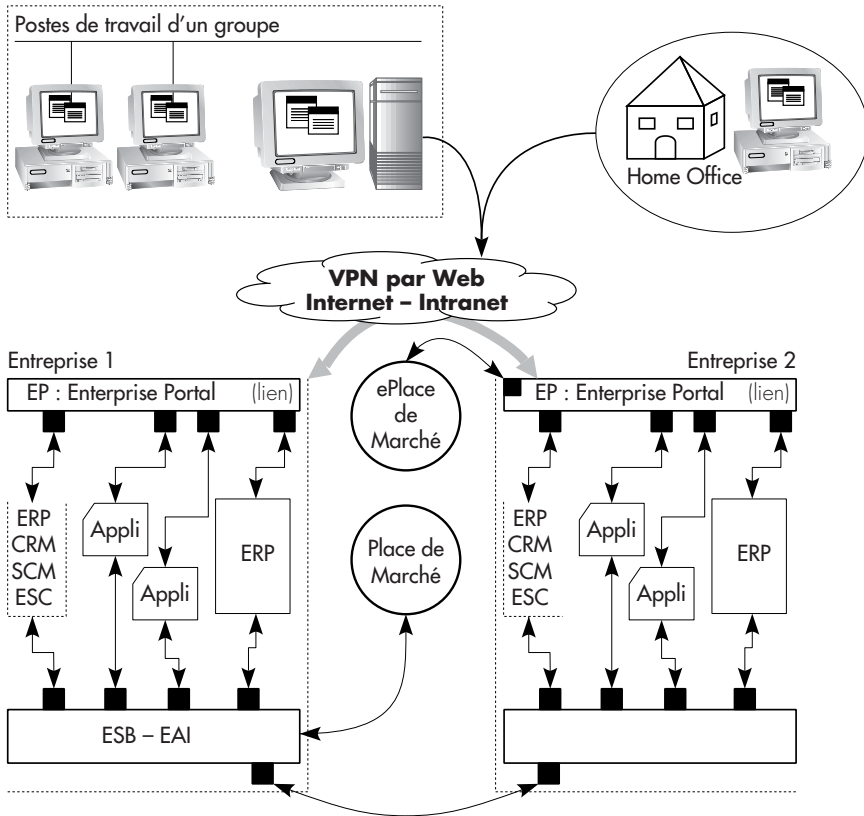 Postes de travail d'un groupe
Home Office
VPN par Web
Internet – Intranet
Entreprise 1
EP : Enterprise Portal (lien)
ERP
CRM
SCM
ESC
Appli
Appli
ERP
ESB – EAI
ePlace
de
Marché
Place de
Marché
Entreprise 2
EP : Enterprise Portal (lien)
ERP
CRM
SCM
ESC
Appli
Appli
ERP